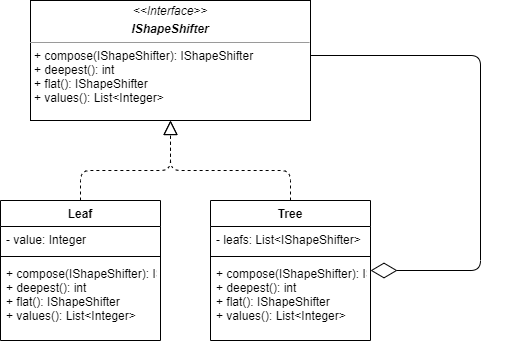 <<Interface>>
IShapeShifter
+ compose(IShapeShifter): IShapeShifter
+ deepest(): int
+ flat(): IShapeShifter
+ values(): List<Integer>
Leaf
- value: Integer
+ compose(IShapeShifter): I
+ deepest(): int
+ flat(): IShapeShifter
+ values(): List<Integer>
Tree
- leafs: List<IShapeShifter>
+ compose(IShapeShifter): I
+ deepest(): int
+ flat(): IShapeShifter
+ values(): List<Integer>